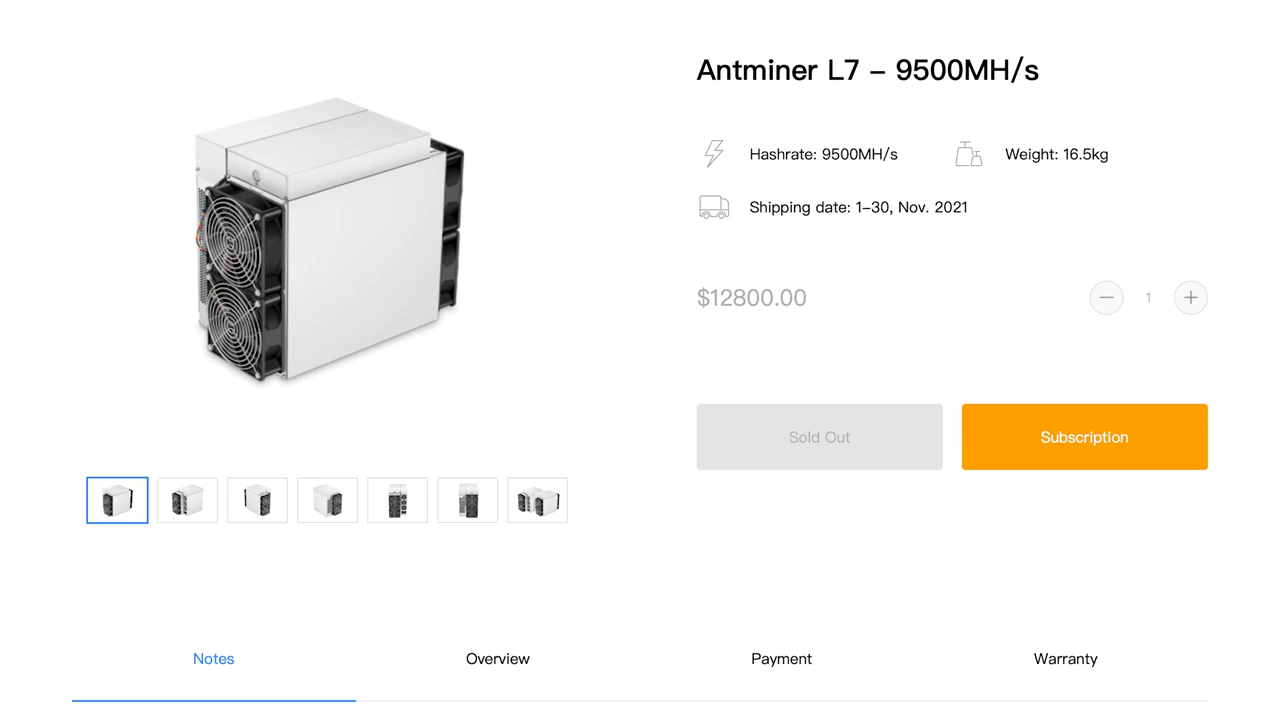 Antminer L7 – 9500MH/s
Hashrate: 9500MH/s
Weight: 16.5kg
Shipping date: 1–30, Nov. 2021
$12800.00
1
Sold Out
Subscription
Notes
Overview
Payment
Warranty